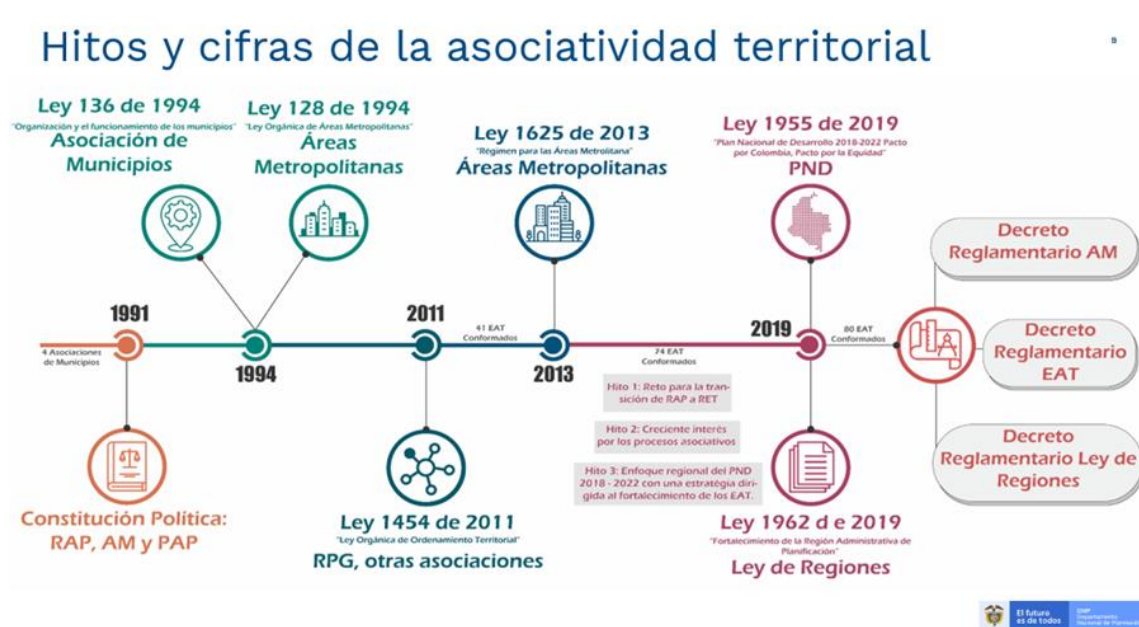 Hitos y cifras de la asociatividad territorial
9
Ley 136 de 1994
"Organización y el funcionamiento de los municipios"
Asociación de
Municipios
Ley 128 de 1994
"Ley Orgánica de Áreas Metropolitanas"
Áreas
Metropolitanas
Ley 1625 de 2013
"Régimen para las Áreas Metrolitana"
Áreas Metropolitanas
Ley 1955 de 2019
"Plan Nacional de Desarrollo 2018-2022 Pacto
por Colombia, Pacto por la Equidad"
PND
Decreto
Reglamentario AM
1991
2011
2019
41 EAT
Conformados
80 EAT
Conformados
4 Asociaciones
de Municipios
1994
2013
74 EAT
Conformados
Decreto
Reglamentario
EAT
Hito 1: Reto para la tran-
sición de RAP a RET
Hito 2: Creciente interés
por los procesos asociativos
Hito 3: Enfoque regional del PND
2018 - 2022 con una estratégia diri-
gida al fortalecimiento de los EAT.
Decreto
Reglamentario Ley de
Regiones
Constitución Política:
RAP, AM y PAP
Ley 1454 de 2011
"Ley Orgánica de Ordenamiento Territorial"
RPG, otras asociaciones
Ley 1962 d e 2019
"Fortalecimiento de la Región Administrativa de
Planificación"
Ley de Regiones
El futuro
es de todos
DNP
Departamento
Nacional de Planeación